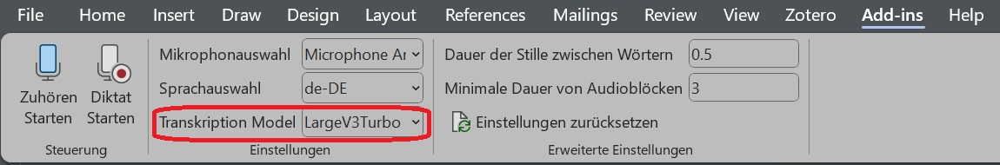 File Home Insert Draw Design Layout References Mailings Review View Zotero Add-ins Help
Zuhören Starten
Diktat Starten
Steuerung
Mikrophonauswahl Microphone Ar
Sprachauswahl de-DE
Transkription Model LargeV3Turbo
Einstellungen
Dauer der Stille zwischen Wörtern 0.5
Minimale Dauer von Audioblöcken 3
Einstellungen zurücksetzen
Erweiterte Einstellungen